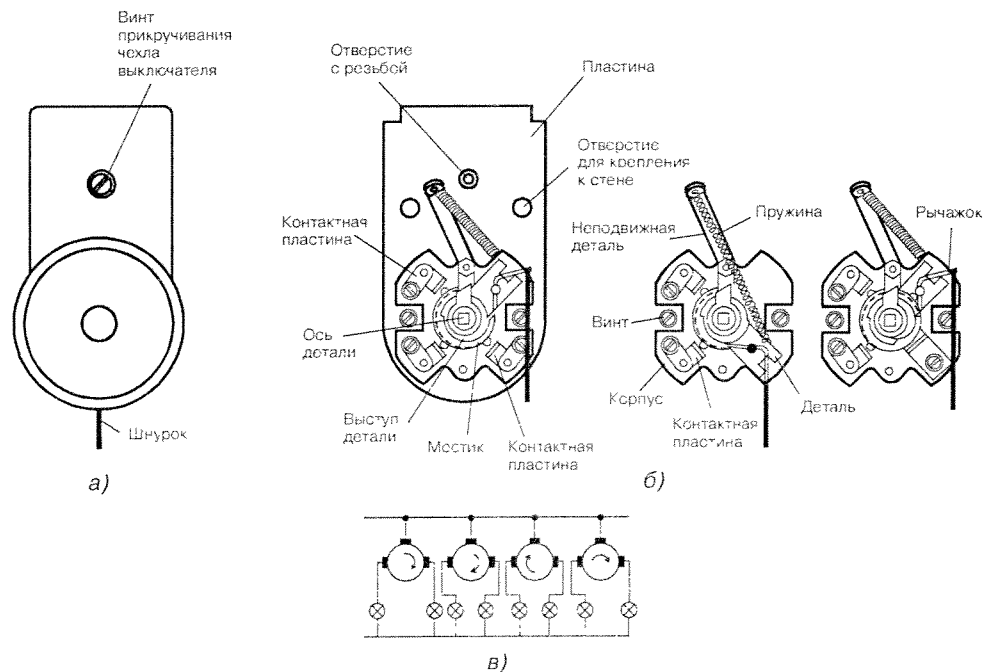 Винт
прикручивания
чехла
выключателя
Шнурок
а)
Отверстие
с резьбой
Пластина
Отверстие
для крепления
к стене
Контактная
пластина
Ось
детали
Выступ
детали
Мостик
Контактная
пластина
Неподвижная
деталь
Пружина
Рычажок
Винт
Корпус
Контактная
пластина
Деталь
б)
в)